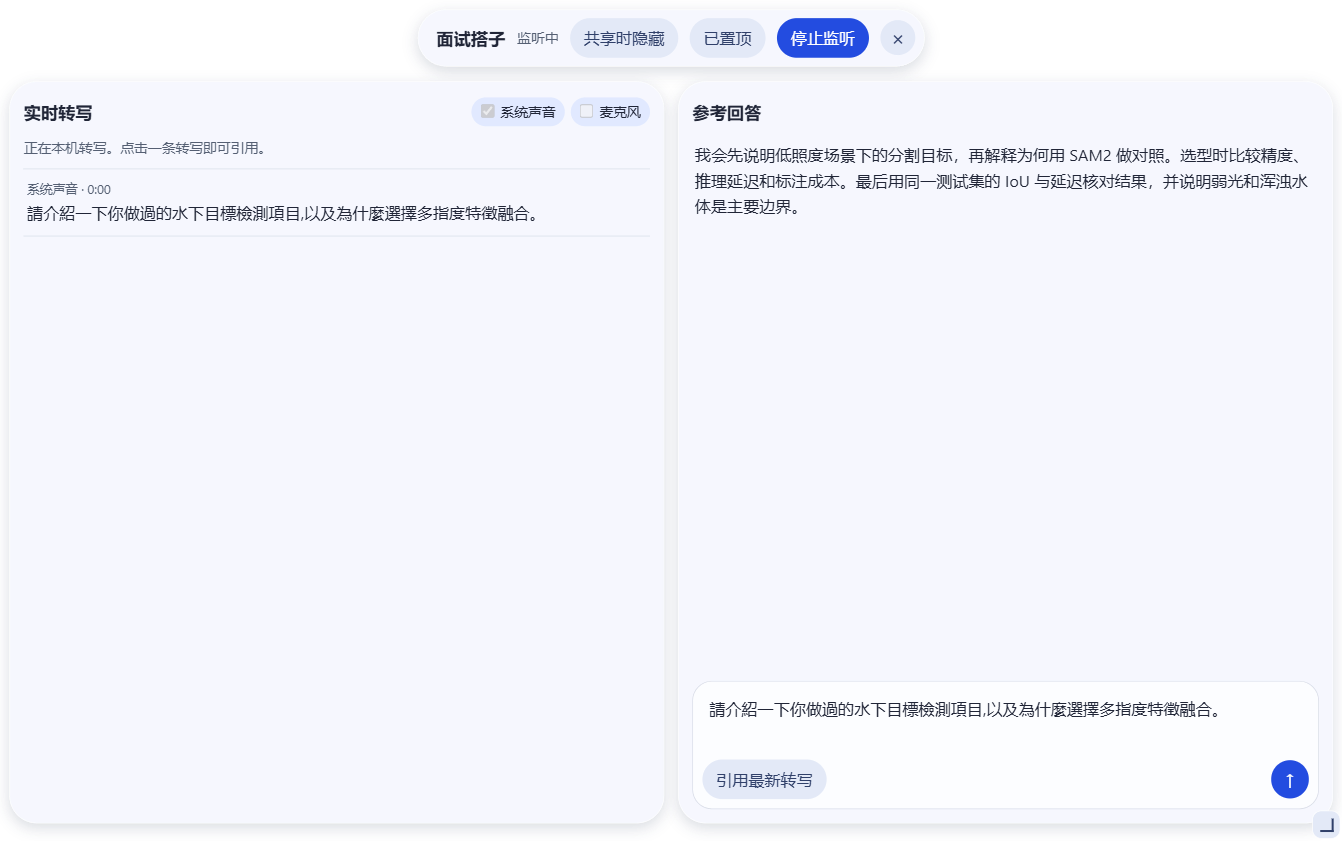 面试搭子 监听中 共享时隐藏 已置顶 停止监听 ×
实时转写 系统声音 麦克风
正在本机转写。点击一条转写即可引用。
系统声音 · 0:00
請介紹一下你做過的水下目標檢測項目,以及為什麼選擇多指度特徵融合。
参考回答
我会先说明低照度场景下的分割目标，再解释为何用 SAM2 做对照。选型时比较精度、
推理延迟和标注成本。最后用同一测试集的 IoU 与延迟核对结果，并说明弱光和浑浊水
体是主要边界。
請介紹一下你做過的水下目標檢測項目,以及為什麼選擇多指度特徵融合。
引用最新转写 ↑